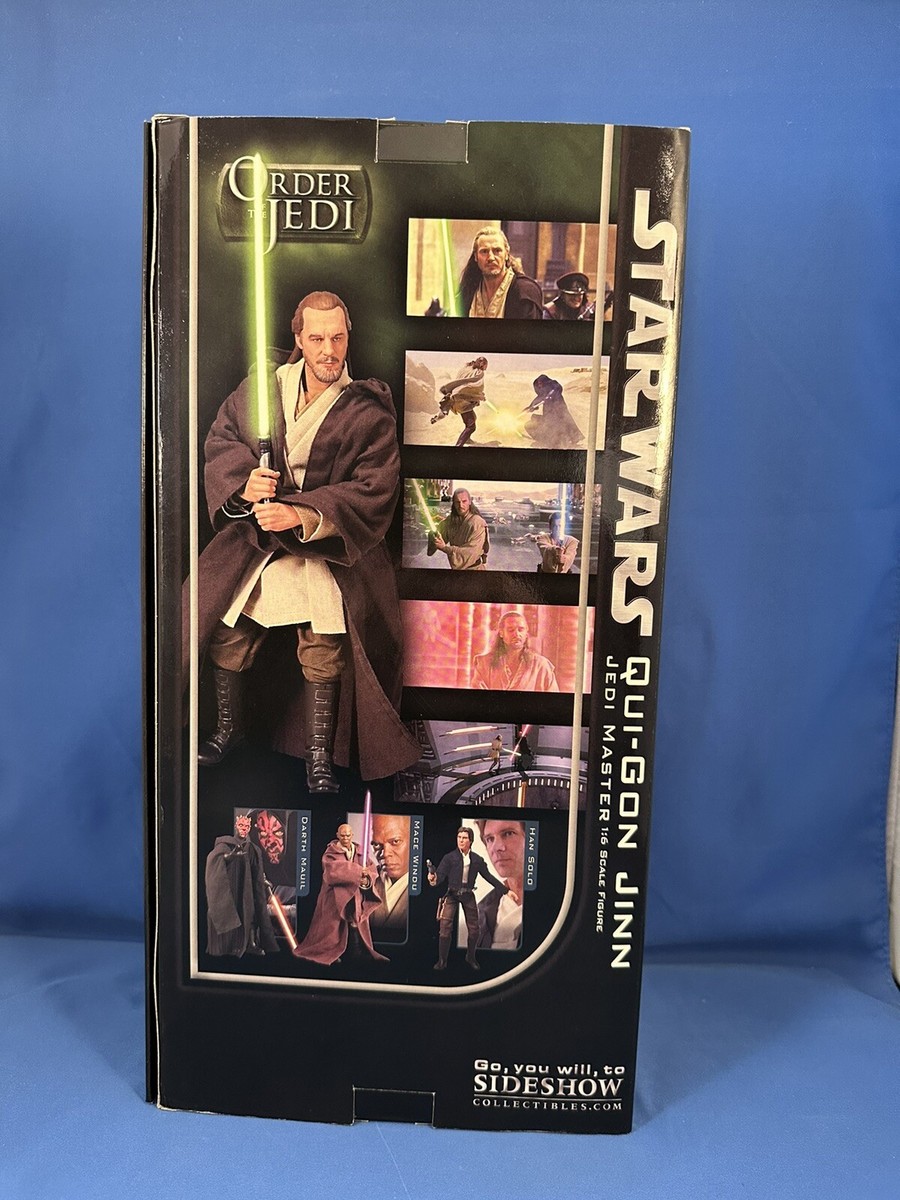 ORDER
OF THE
JEDI
STAR WARS
QUI-GON JINN
JEDI MASTER 1:6 SCALE FIGURE
DARTH MAUL
MACE WINDU
HAN SOLO
Go, you will, to
SIDESHOW
COLLECTIBLES.COM